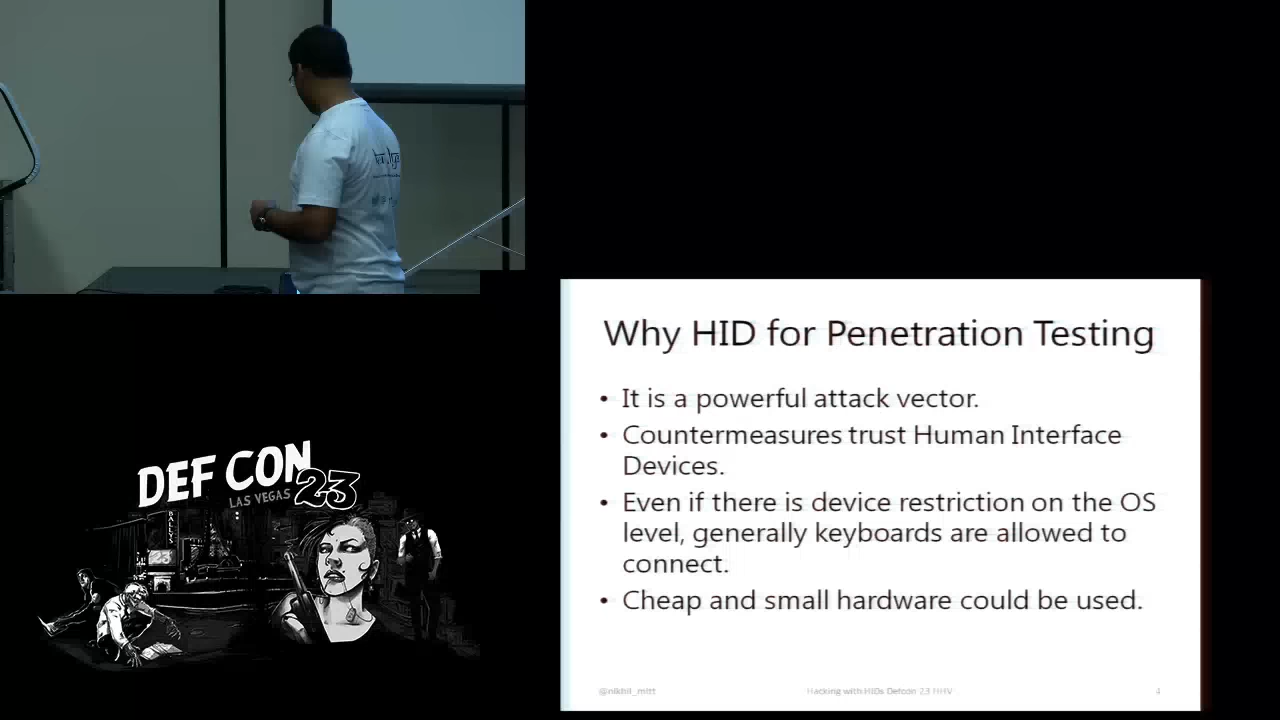 Why HID for Penetration Testing
• It is a powerful attack vector.
• Countermeasures trust Human Interface
Devices.
• Even if there is device restriction on the OS
level, generally keyboards are allowed to
connect.
• Cheap and small hardware could be used.
@nikhil_mitt
Hacking with HIDs Defcon 23 HHV
4
DEF CON
LAS VEGAS 23
BALLY'S